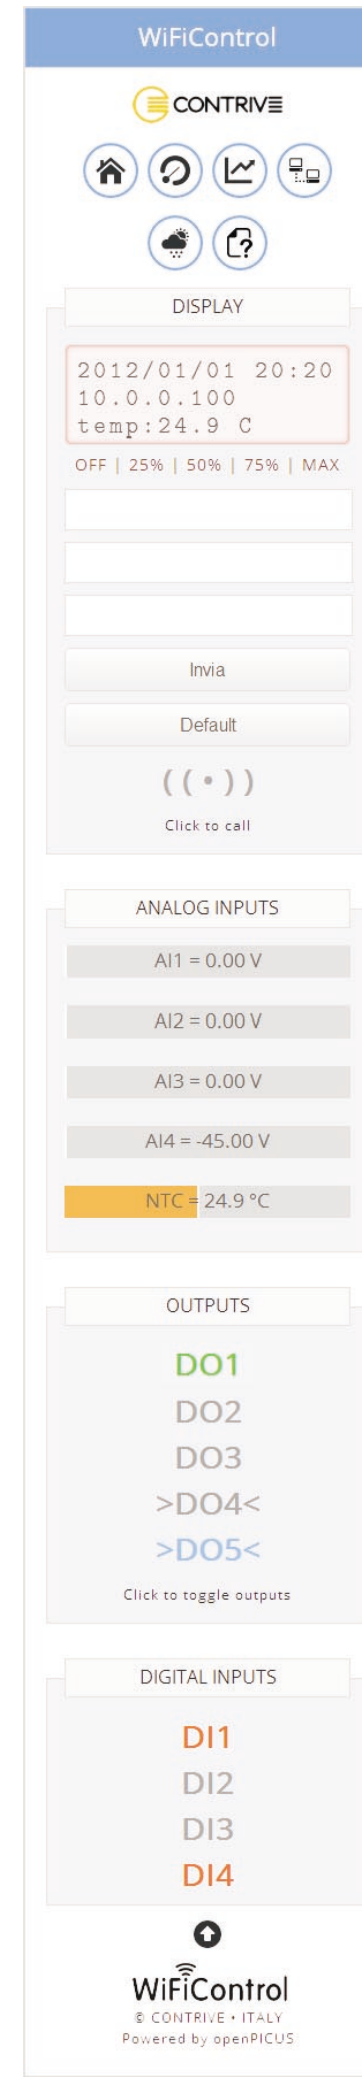 WiFiControl
CONTRIVE
DISPLAY
2012/01/01 20:20
10.0.0.100
temp:24.9 C
OFF | 25% | 50% | 75% | MAX
Invia
Default
((•))
Click to call
ANALOG INPUTS
AI1 = 0.00 V
AI2 = 0.00 V
AI3 = 0.00 V
AI4 = -45.00 V
NTC = 24.9 °C
OUTPUTS
DO1
DO2
DO3
>DO4<
>DO5<
Click to toggle outputs
DIGITAL INPUTS
DI1
DI2
DI3
DI4
WiFiControl
© CONTRIVE • ITALY
Powered by openPICUS